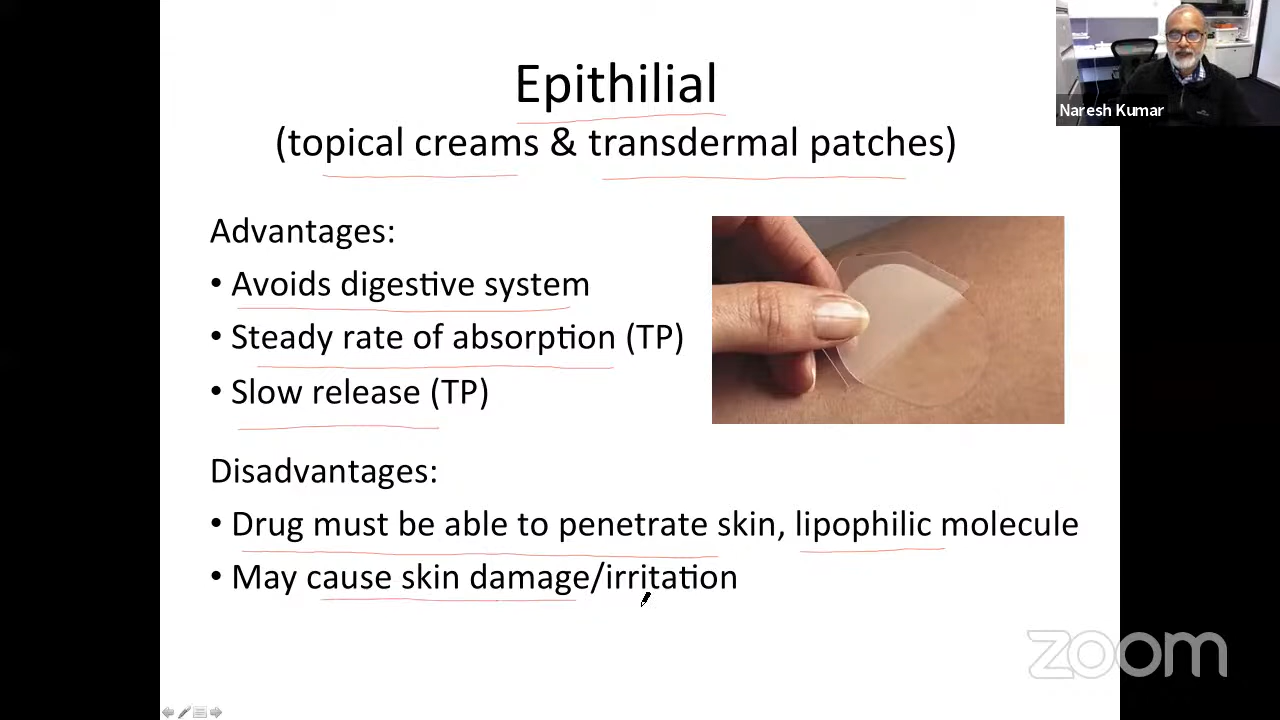 Epithilial
(topical creams & transdermal patches)
Naresh Kumar
Advantages:
• Avoids digestive system
• Steady rate of absorption (TP)
• Slow release (TP)
Disadvantages:
• Drug must be able to penetrate skin, lipophilic molecule
• May cause skin damage/irritation
zoom